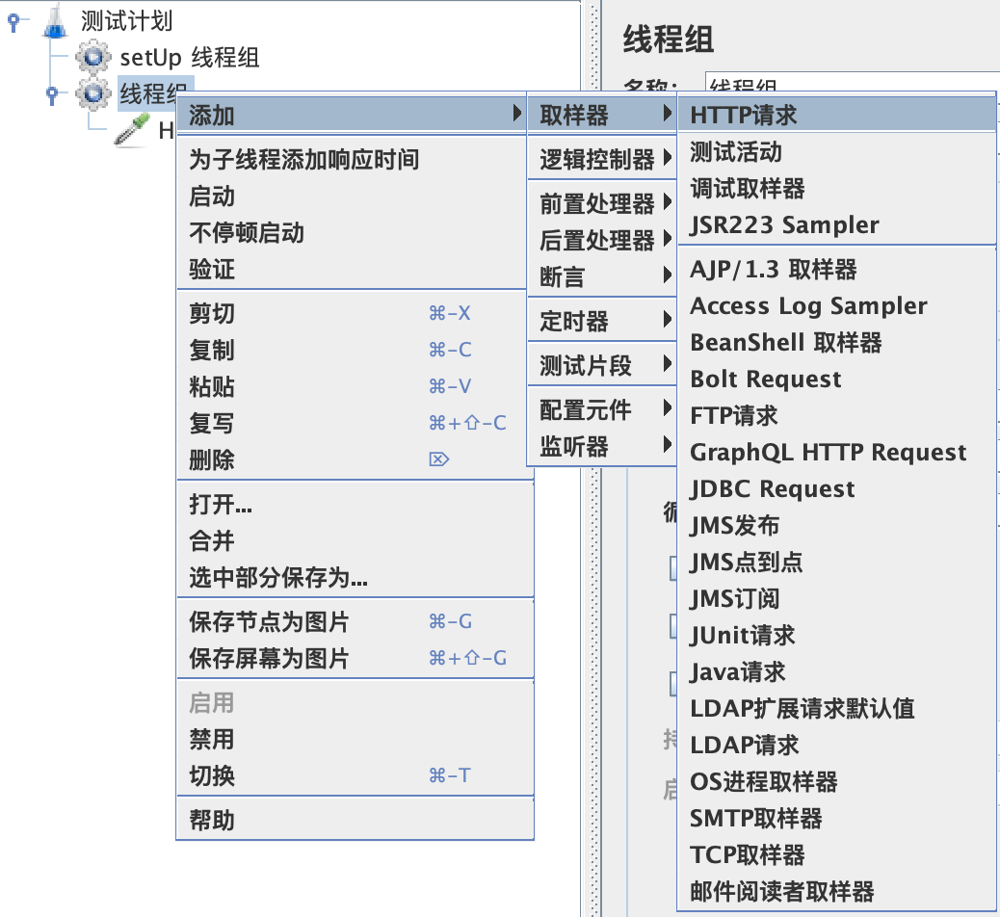 测试计划
setUp 线程组
线程组
H
线程组
名称： 线程组
添加
为子线程添加响应时间
启动
不停顿启动
验证
剪切 ⌘-X
复制 ⌘-C
粘贴 ⌘-V
复写 ⌘+⇧-C
删除 ⌦
打开...
合并
选中部分保存为...
保存节点为图片 ⌘-G
保存屏幕为图片 ⌘+⇧-G
启用
禁用
切换 ⌘-T
帮助
取样器
逻辑控制器
前置处理器
后置处理器
断言
定时器
测试片段
配置元件
监听器
HTTP请求
测试活动
调试取样器
JSR223 Sampler
AJP/1.3 取样器
Access Log Sampler
BeanShell 取样器
Bolt Request
FTP请求
GraphQL HTTP Request
JDBC Request
JMS发布
JMS点到点
JMS订阅
JUnit请求
Java请求
LDAP扩展请求默认值
LDAP请求
OS进程取样器
SMTP取样器
TCP取样器
邮件阅读者取样器